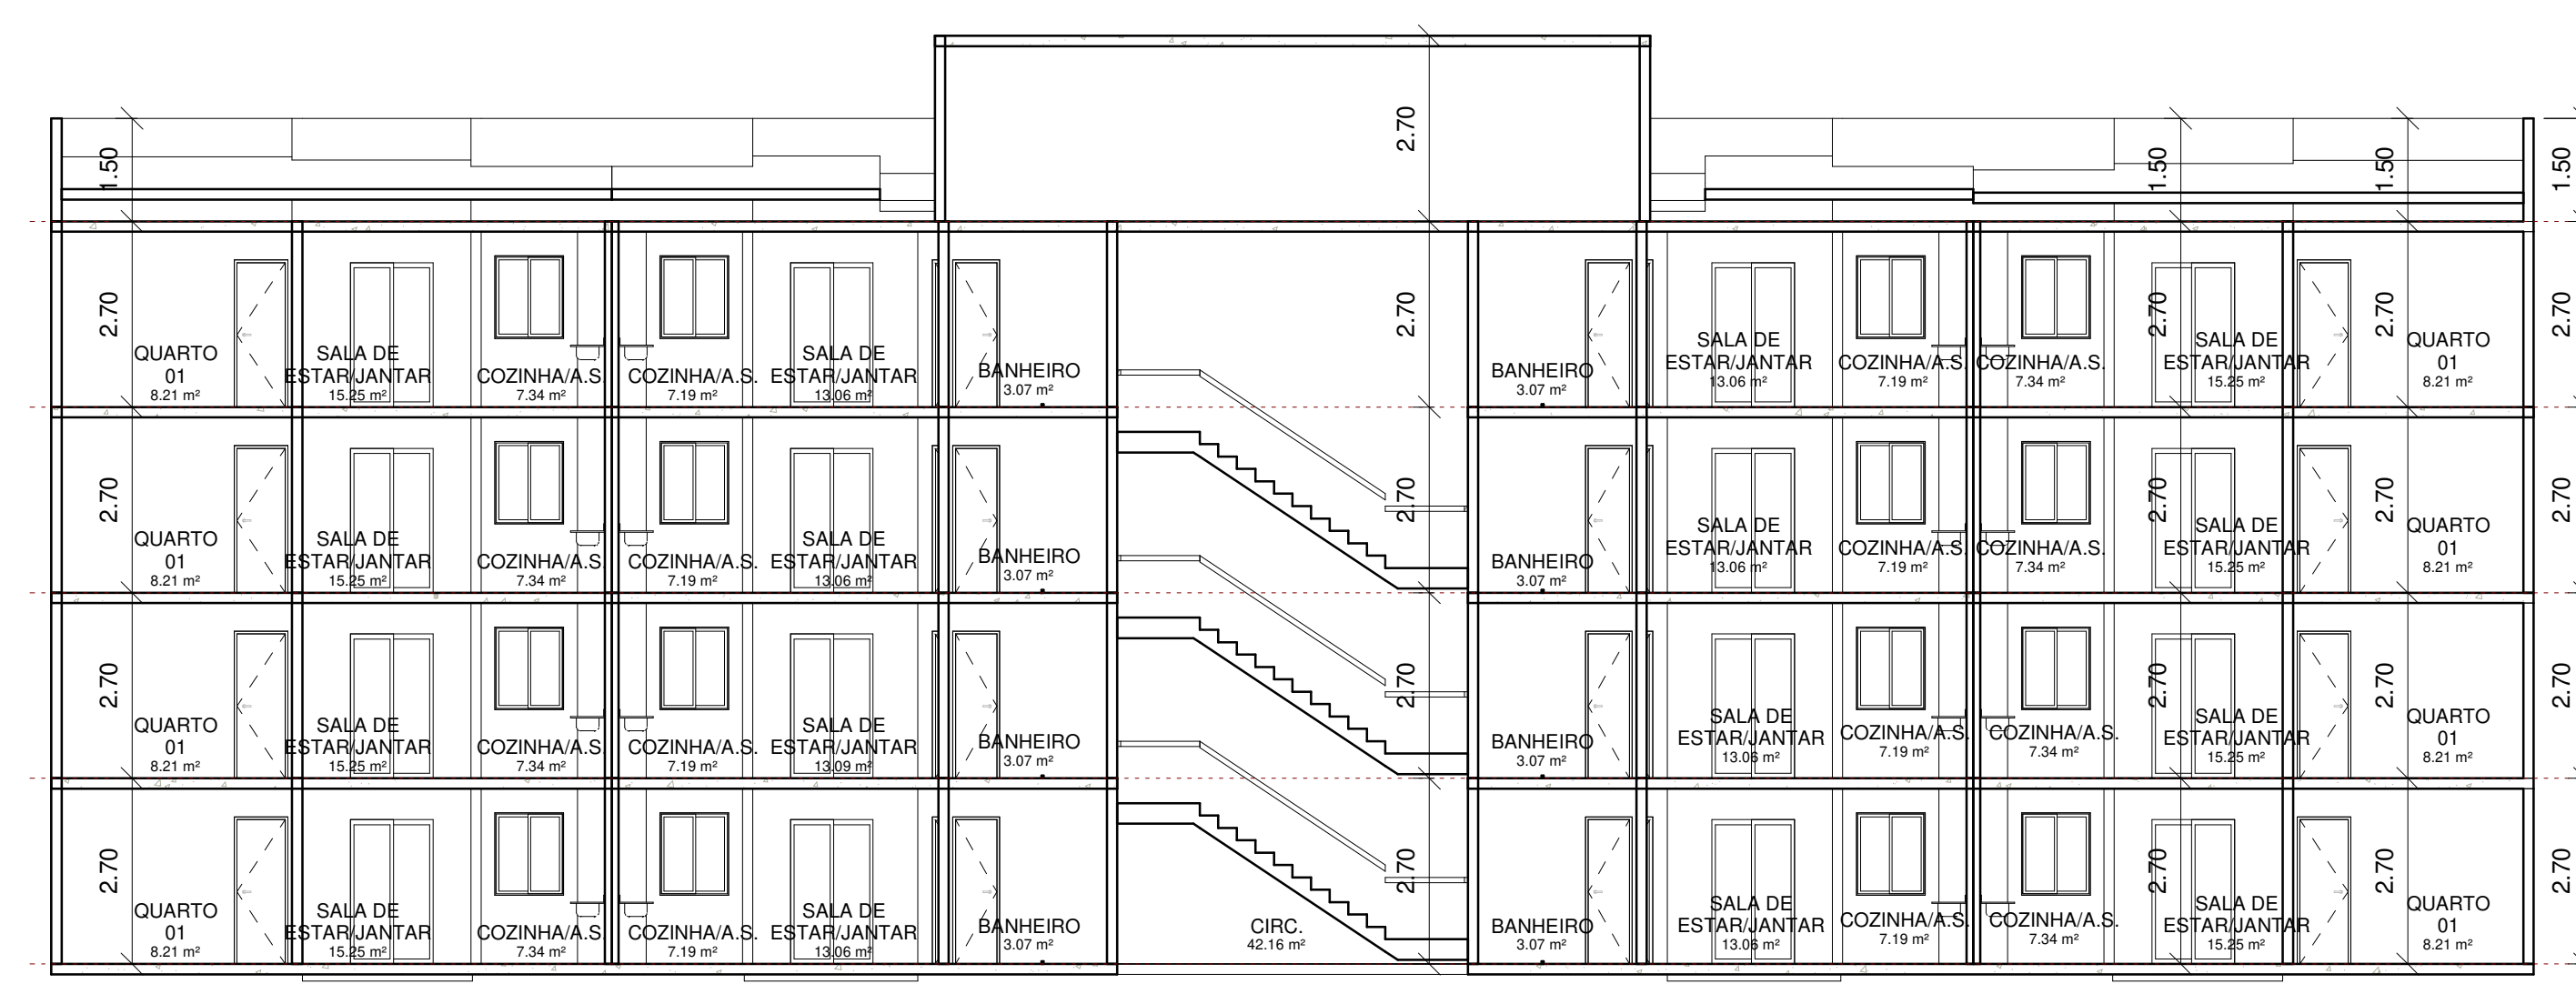 2.70
1.50
1.50
1.50
1.50
2.70
2.70
2.70
2.70
2.70
QUARTO
01
8.21 m²
SALA DE
ESTAR/JANTAR
15.25 m²
COZINHA/A.S.
7.34 m²
COZINHA/A.S.
7.19 m²
SALA DE
ESTAR/JANTAR
13.06 m²
BANHEIRO
3.07 m²
BANHEIRO
3.07 m²
SALA DE
ESTAR/JANTAR
13.06 m²
COZINHA/A.S.
7.19 m²
COZINHA/A.S.
7.34 m²
SALA DE
ESTAR/JANTAR
15.25 m²
QUARTO
01
8.21 m²
2.70
2.70
2.70
2.70
2.70
QUARTO
01
8.21 m²
SALA DE
ESTAR/JANTAR
15.25 m²
COZINHA/A.S.
7.34 m²
COZINHA/A.S.
7.19 m²
SALA DE
ESTAR/JANTAR
13.06 m²
BANHEIRO
3.07 m²
BANHEIRO
3.07 m²
SALA DE
ESTAR/JANTAR
13.06 m²
COZINHA/A.S.
7.19 m²
COZINHA/A.S.
7.34 m²
SALA DE
ESTAR/JANTAR
15.25 m²
QUARTO
01
8.21 m²
2.70
2.70
2.70
2.70
2.70
QUARTO
01
8.21 m²
SALA DE
ESTAR/JANTAR
15.25 m²
COZINHA/A.S.
7.34 m²
COZINHA/A.S.
7.19 m²
SALA DE
ESTAR/JANTAR
13.09 m²
BANHEIRO
3.07 m²
BANHEIRO
3.07 m²
SALA DE
ESTAR/JANTAR
13.06 m²
COZINHA/A.S.
7.19 m²
COZINHA/A.S.
7.34 m²
SALA DE
ESTAR/JANTAR
15.25 m²
QUARTO
01
8.21 m²
2.70
2.70
2.70
2.70
2.70
QUARTO
01
8.21 m²
SALA DE
ESTAR/JANTAR
15.25 m²
COZINHA/A.S.
7.34 m²
COZINHA/A.S.
7.19 m²
SALA DE
ESTAR/JANTAR
13.06 m²
BANHEIRO
3.07 m²
CIRC.
42.16 m²
BANHEIRO
3.07 m²
SALA DE
ESTAR/JANTAR
13.06 m²
COZINHA/A.S.
7.19 m²
COZINHA/A.S.
7.34 m²
SALA DE
ESTAR/JANTAR
15.25 m²
QUARTO
01
8.21 m²